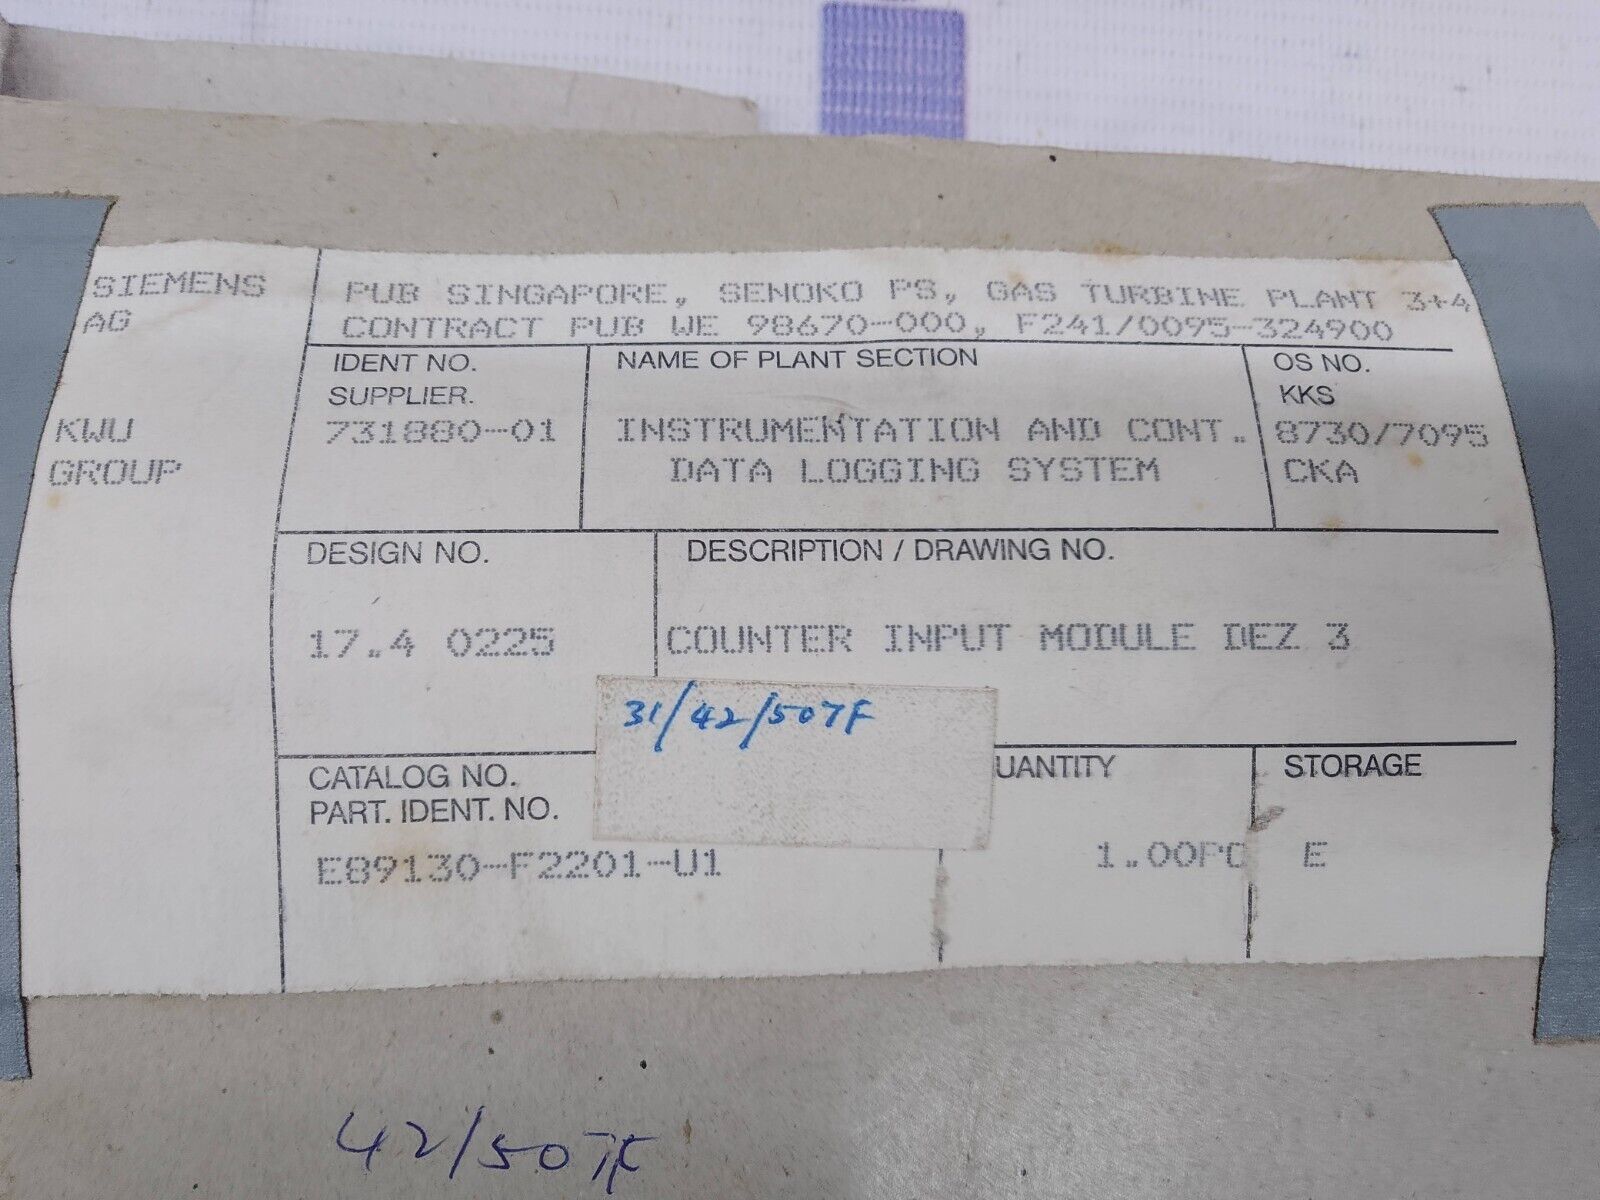 SIEMENS
AG
KWU
GROUP
PUB SINGAPORE, SENOKO PS, GAS TURBINE PLANT 3+4
CONTRACT PUB WE 98670-000, F241/0095-324900
IDENT NO.
SUPPLIER.
731880-01
NAME OF PLANT SECTION
INSTRUMENTATION AND CONT.
DATA LOGGING SYSTEM
OS NO.
KKS
8730/7095
CKA
DESIGN NO.
17.4 0225
DESCRIPTION / DRAWING NO.
COUNTER INPUT MODULE DEZ 3
31/42/507F
CATALOG NO.
PART. IDENT. NO.
E89130-F2201-U1
UANTITY
1.00PC
STORAGE
E
42/507F